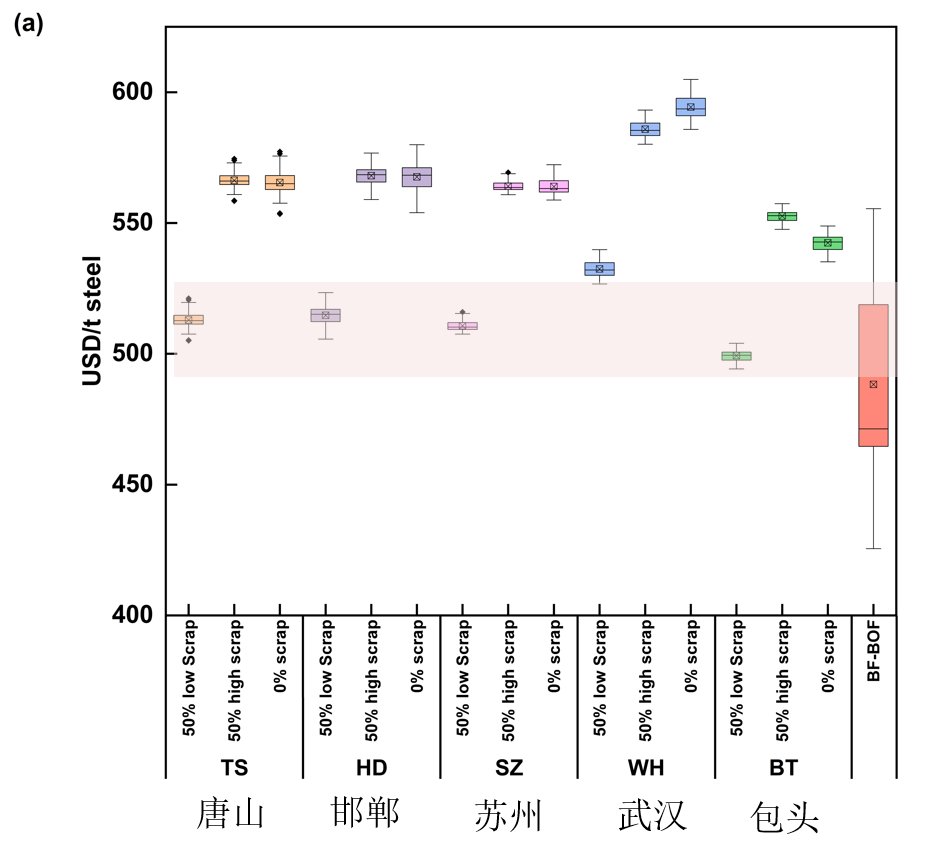 (a)
USD/t steel
600
550
500
450
400
50% low Scrap
50% high scrap
0% scrap
50% low Scrap
50% high scrap
0% scrap
50% low Scrap
50% high scrap
0% scrap
50% low Scrap
50% high scrap
0% scrap
50% low Scrap
50% high scrap
0% scrap
BF-BOF
TS HD SZ WH BT
唐山 邯郸 苏州 武汉 包头